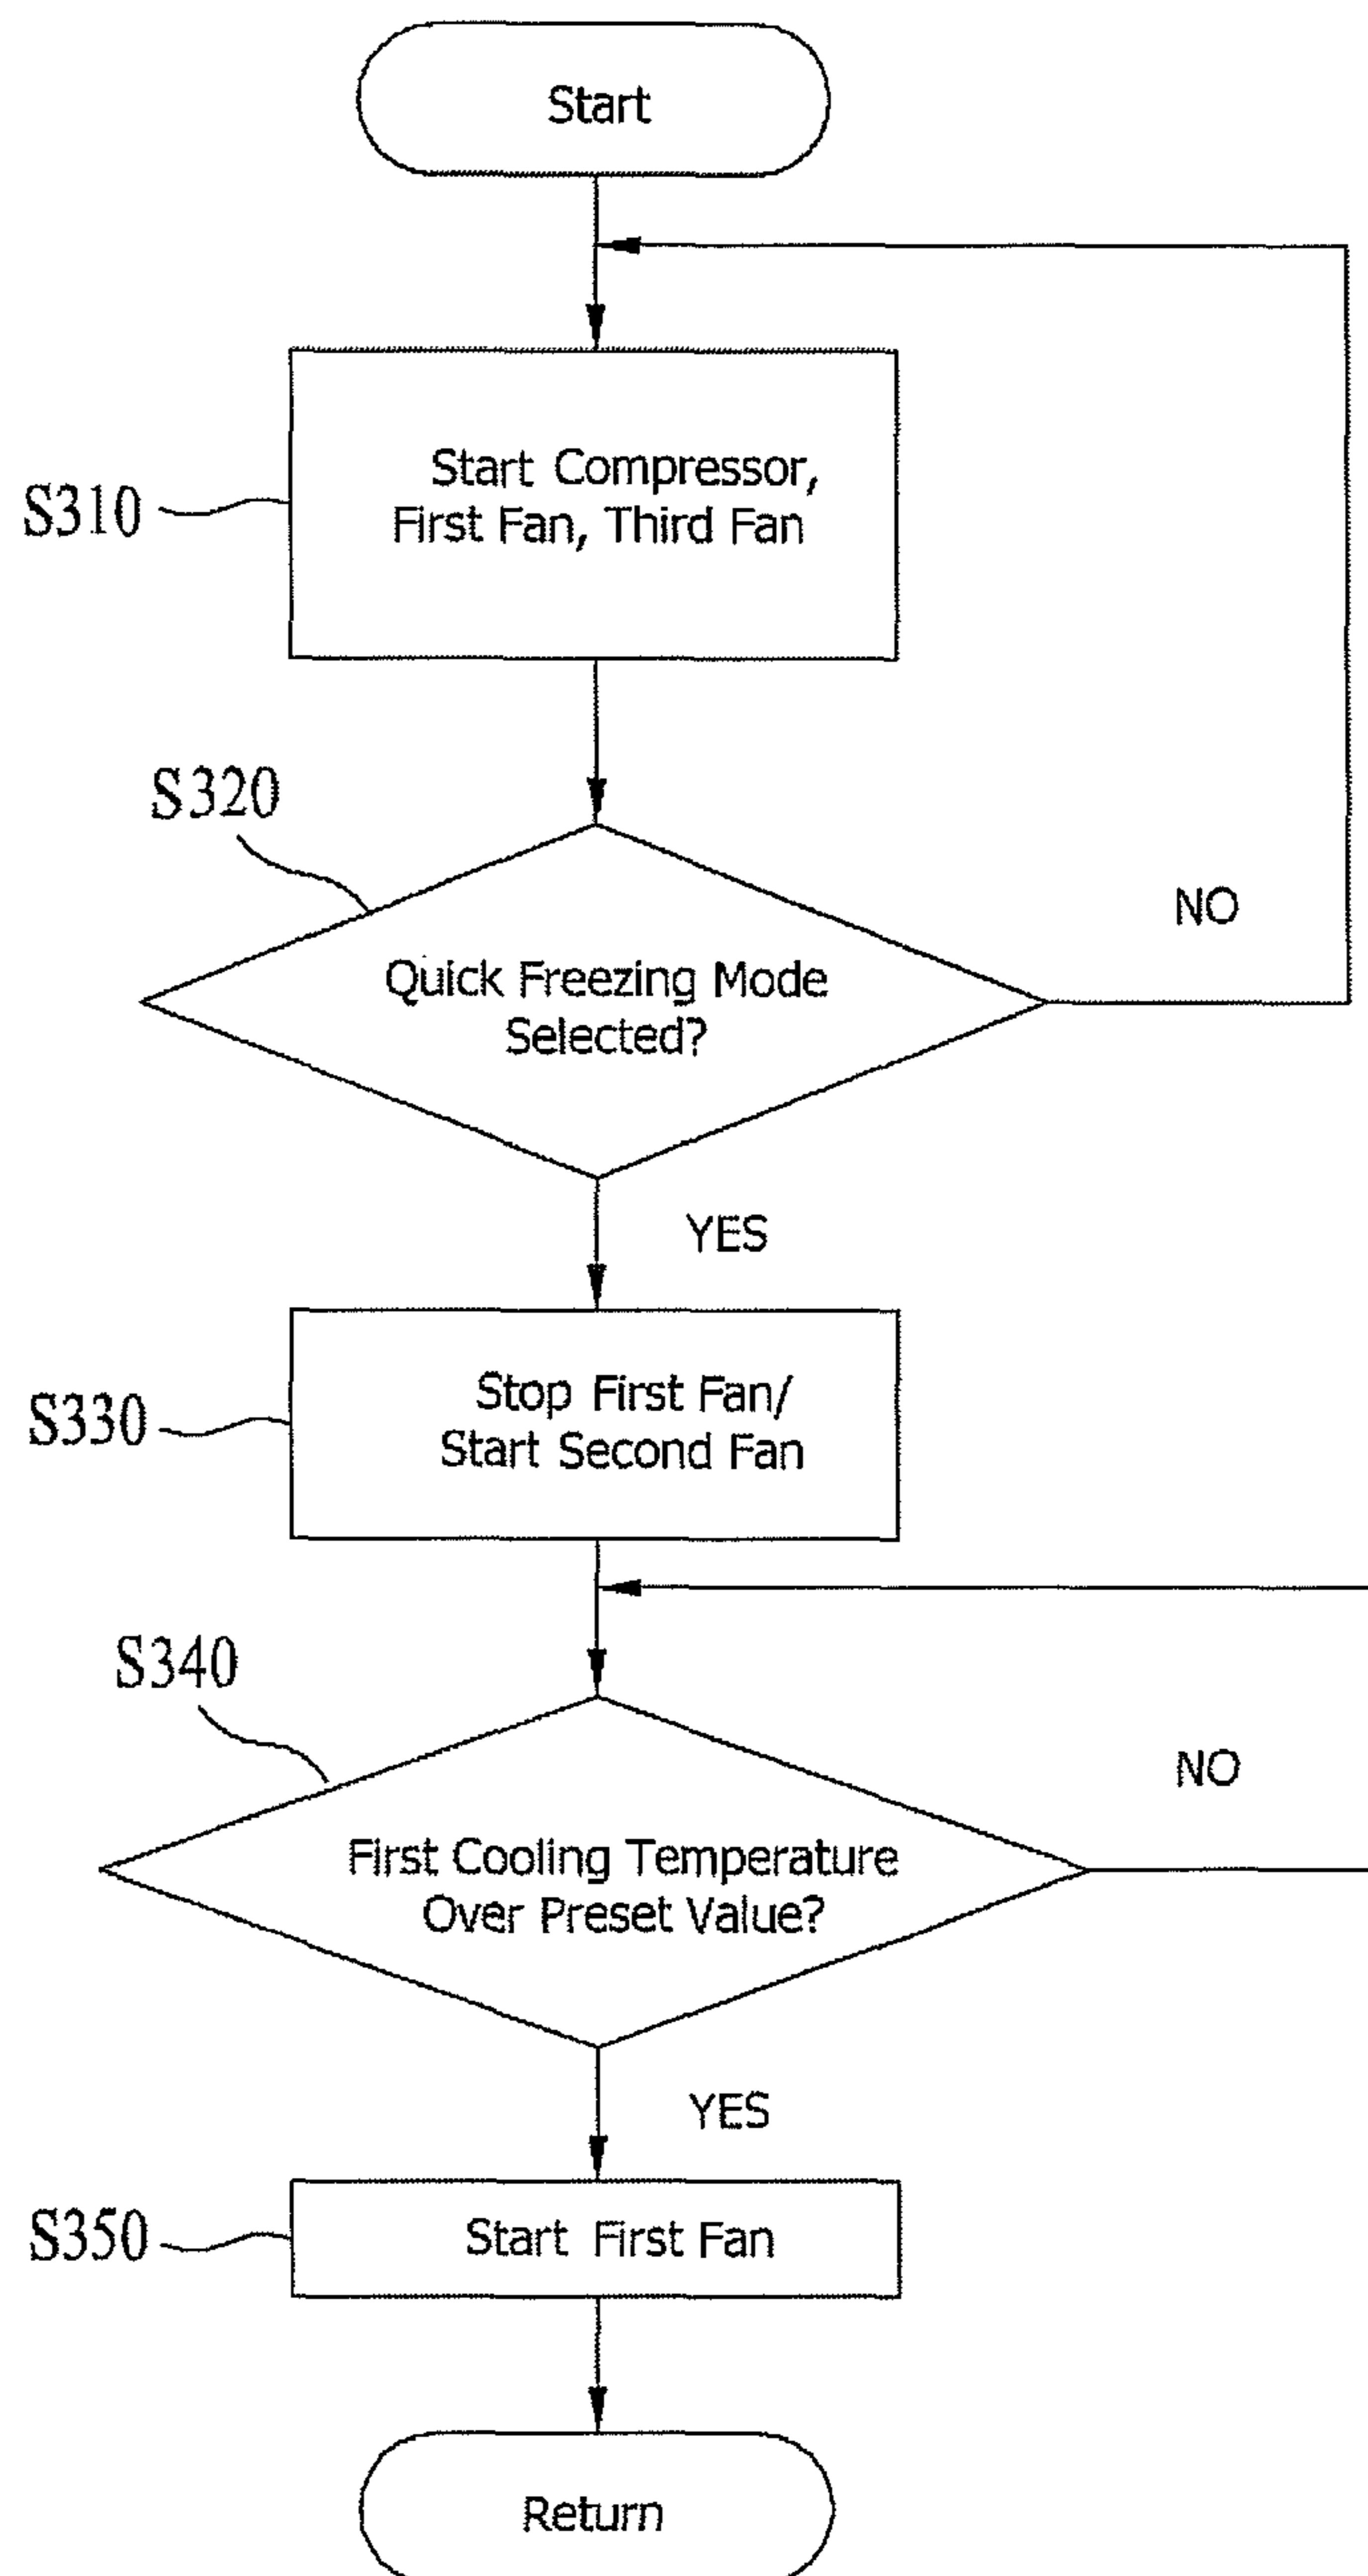 Start
S310
Start Compressor,
First Fan, Third Fan
S320
NO
Quick Freezing Mode
Selected?
YES
S330
Stop First Fan/
Start Second Fan
S340
NO
First Cooling Temperature
Over Preset Value?
YES
S350
Start First Fan
Return